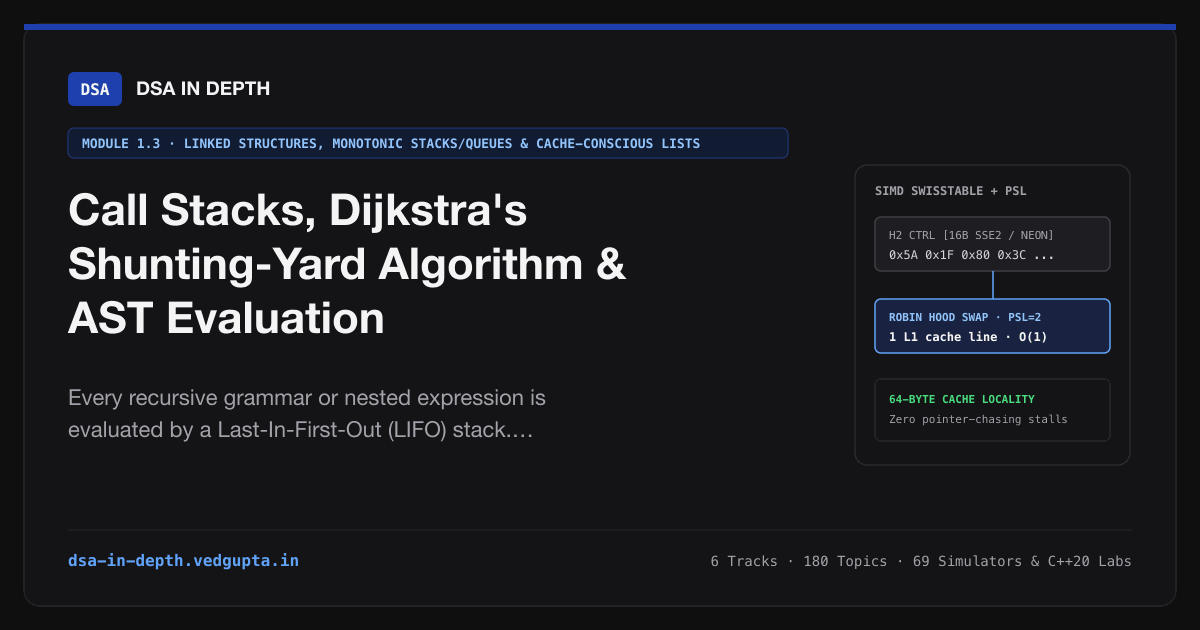 DSA
DSA IN DEPTH
MODULE 1.3 · LINKED STRUCTURES, MONOTONIC STACKS/QUEUES & CACHE-CONSCIOUS LISTS
Call Stacks, Dijkstra's
Shunting-Yard Algorithm &
AST Evaluation
Every recursive grammar or nested expression is
evaluated by a Last-In-First-Out (LIFO) stack....
SIMD SWISSTABLE + PSL
H2 CTRL [16B SSE2 / NEON]
0x5A 0x1F 0x80 0x3C ...
ROBIN HOOD SWAP · PSL=2
1 L1 cache line · O(1)
64-BYTE CACHE LOCALITY
Zero pointer-chasing stalls
dsa-in-depth.vedgupta.in
6 Tracks · 180 Topics · 69 Simulators & C++20 Labs